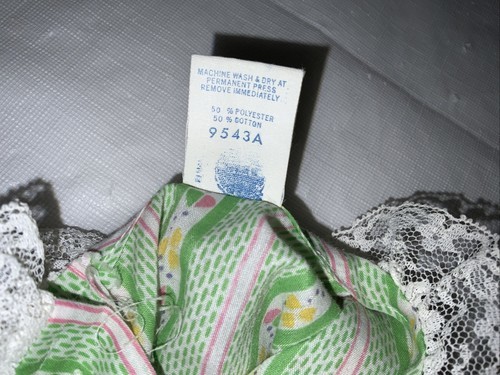 MACHINE WASH & DRY AT
PERMANENT PRESS
REMOVE IMMEDIATELY
50 % POLYESTER
50 % COTTON
9543A